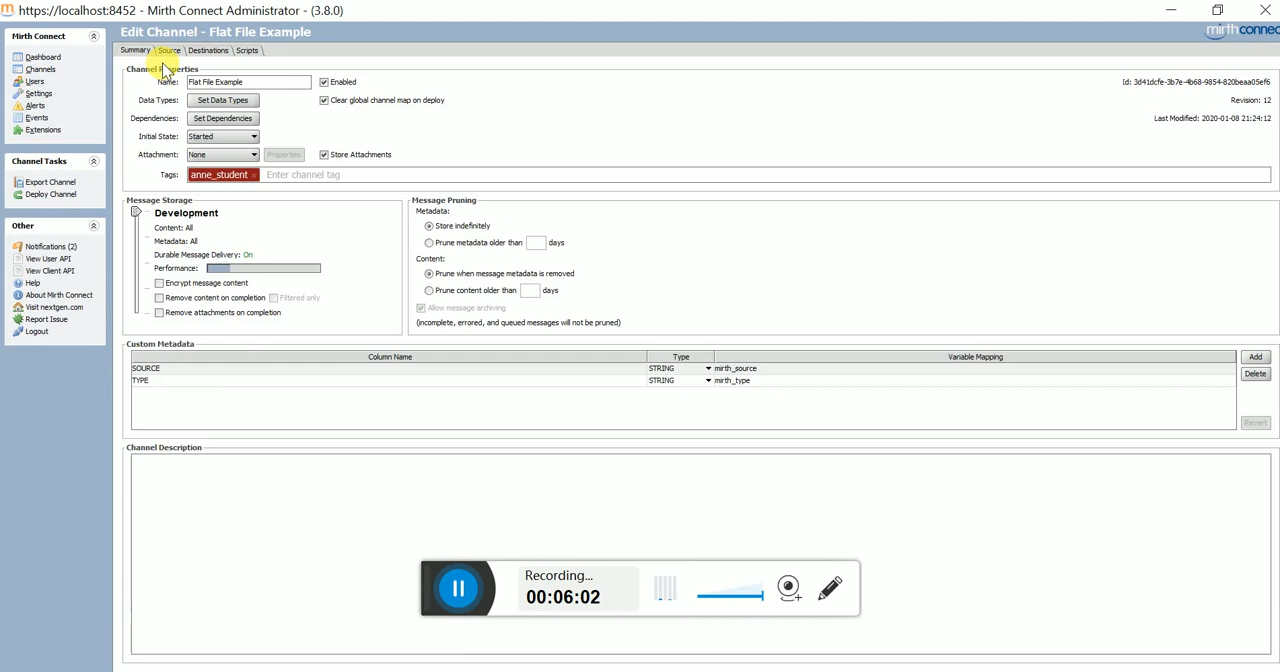 https://localhost:8452 - Mirth Connect Administrator - (3.8.0)
Mirth Connect
Dashboard
Channels
Users
Settings
Alerts
Events
Extensions
Channel Tasks
Export Channel
Deploy Channel
Other
Notifications (2)
View User API
View Client API
Help
About Mirth Connect
Visit nextgen.com
Report Issue
Logout
Edit Channel - Flat File Example
mirth connec
Summary Source Destinations Scripts
Name: Flat File Example Enabled Id: 3d41dcfe-3b7e-4b68-9854-820beaa05ef6
Data Types: Set Data Types Clear global channel map on deploy Revision: 12
Dependencies: Set Dependencies Last Modified: 2020-01-08 21:24:12
Initial State: Started
Attachment: None Properties Store Attachments
Tags: anne_student × Enter channel tag
Message Storage
Development
Content: All
Metadata: All
Durable Message Delivery: On
Performance:
Encrypt message content
Remove content on completion Filtered only
Remove attachments on completion
Message Pruning
Metadata:
Store indefinitely
Prune metadata older than days
Content:
Prune when message metadata is removed
Prune content older than days
Allow message archiving
(incomplete, errored, and queued messages will not be pruned)
Custom Metadata
Column Name Type Variable Mapping
SOURCE STRING mirth_source
TYPE STRING mirth_type
Add
Delete
Revert
Channel Description
Recording...
00:06:02